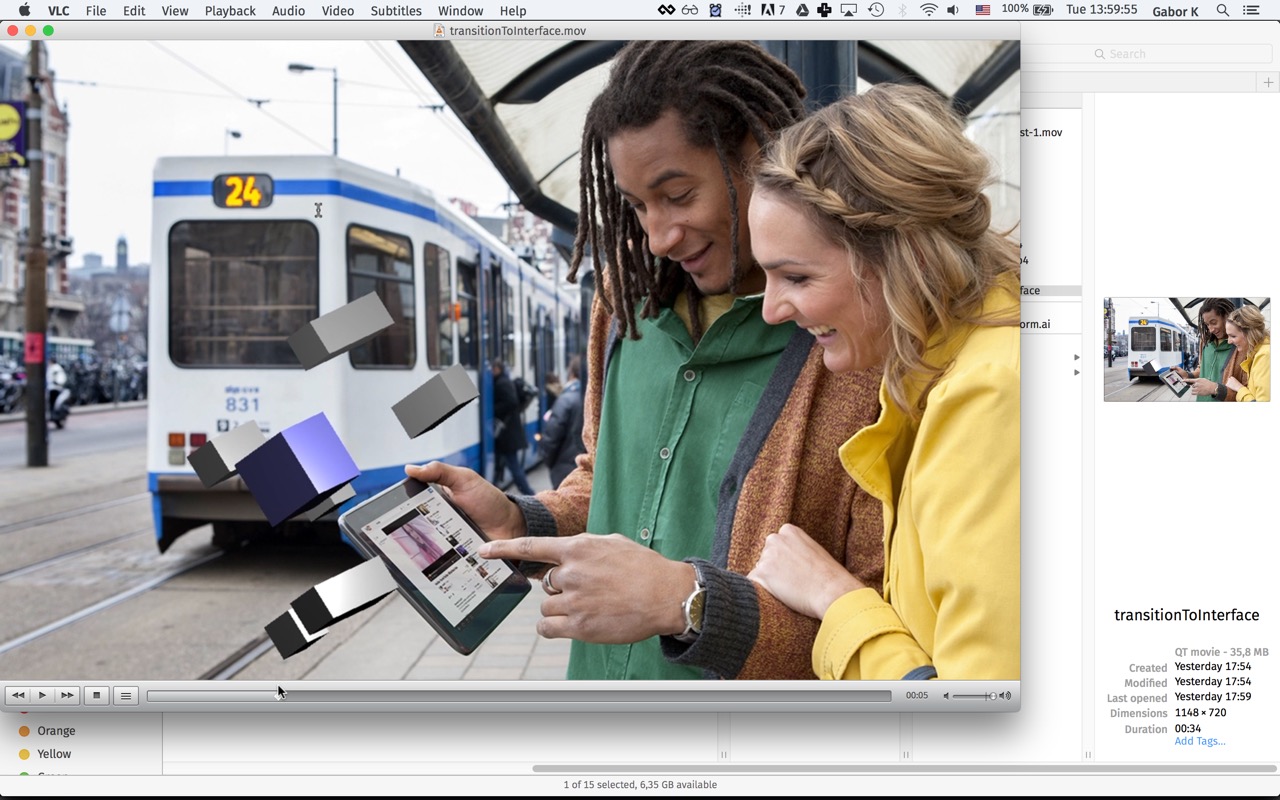 VLC File Edit View Playback Audio Video Subtitles Window Help 7 100% Tue 13:59:55 Gabor K
transitionToInterface.mov
Search
st-1.mov
24
04
face
orm.ai
831
transitionToInterface
QT movie - 35,8 MB
Created Yesterday 17:54
Modified Yesterday 17:54
Last opened Yesterday 17:59
Dimensions 1148 × 720
Duration 00:34
Add Tags...
00:05
Orange
Yellow
1 of 15 selected, 6,35 GB available